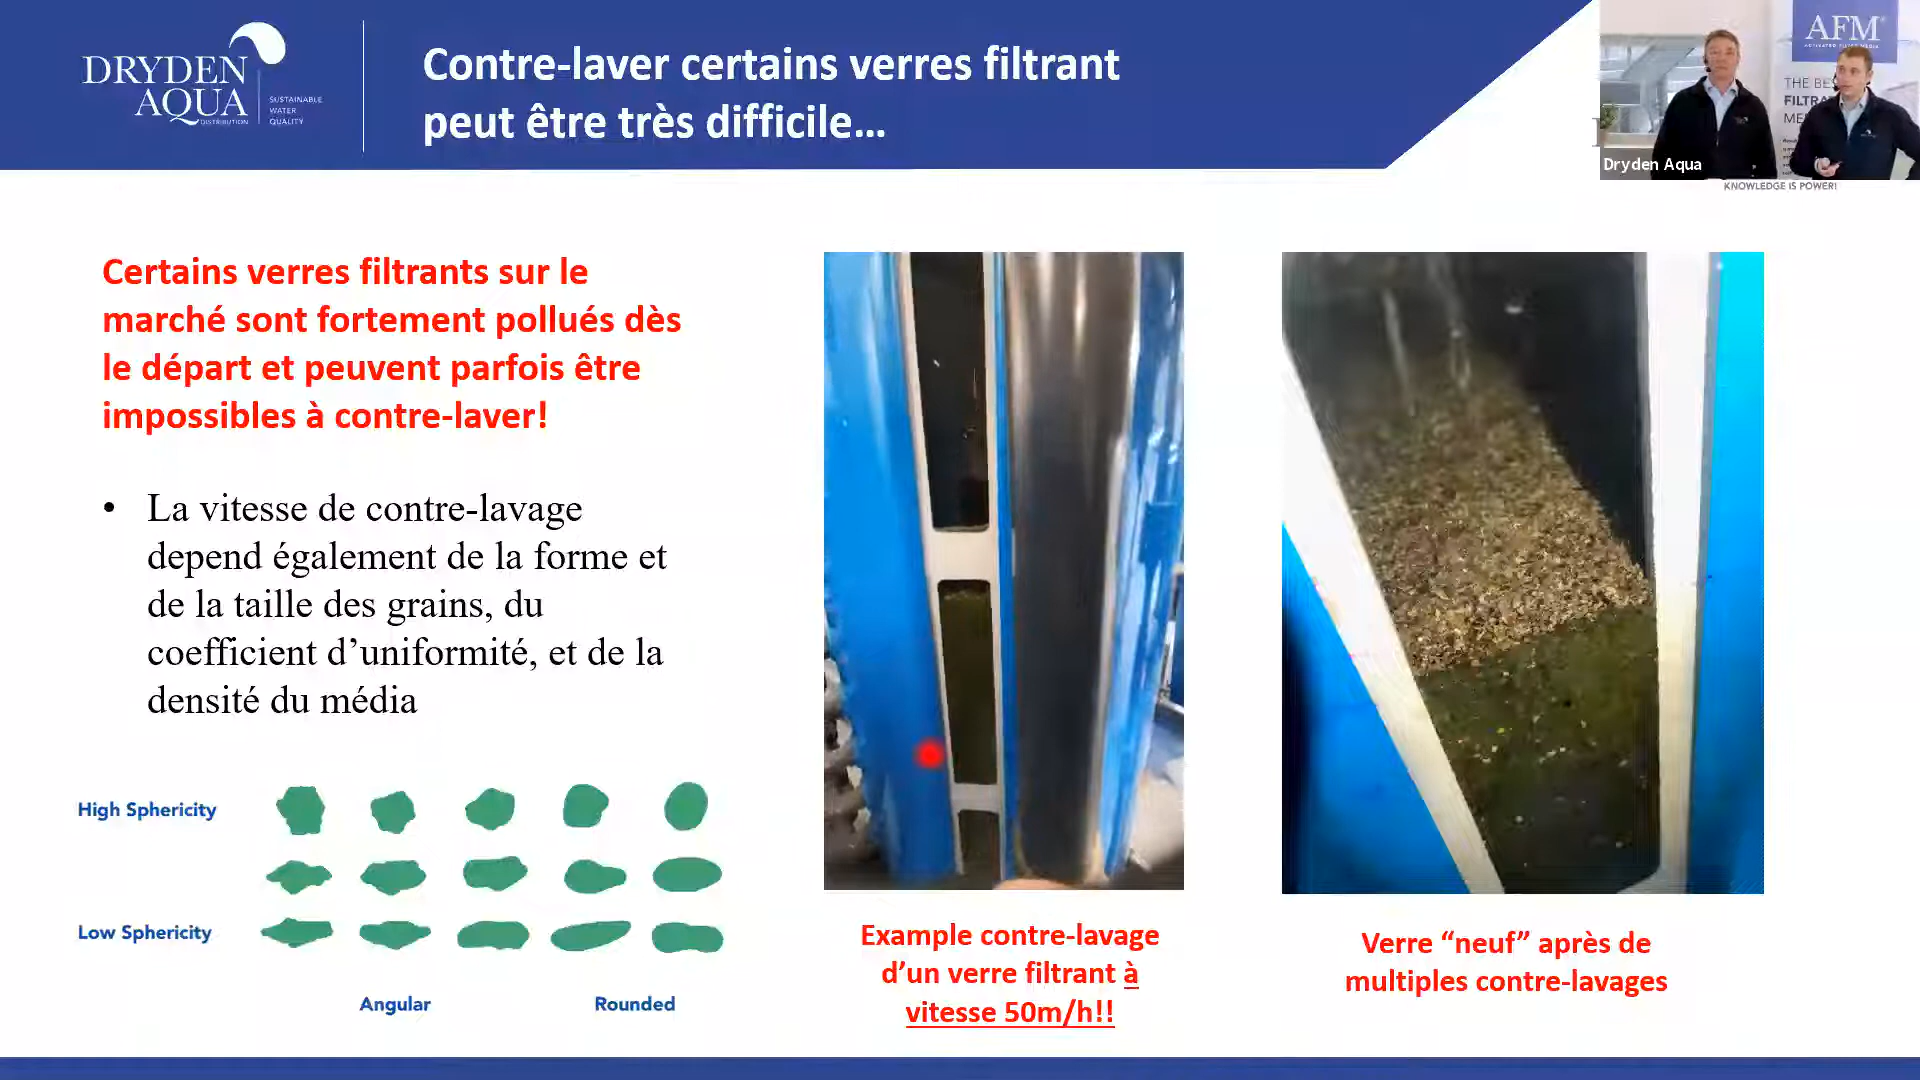 DRYDEN
AQUA
DISTRIBUTION
SUSTAINABLE
WATER
QUALITY
Contre-laver certains verres filtrant
peut être très difficile...
AFM
ACTIVATED FILTER MEDIA
THE BES
FILTRA
ME
Dryden Aqua
KNOWLEDGE IS POWER!
Certains verres filtrants sur le
marché sont fortement pollués dès
le départ et peuvent parfois être
impossibles à contre-laver!
• La vitesse de contre-lavage
depend également de la forme et
de la taille des grains, du
coefficient d’uniformité, et de la
densité du média
High Sphericity
Low Sphericity
Angular
Rounded
Example contre-lavage
d’un verre filtrant à
vitesse 50m/h!!
Verre “neuf” après de
multiples contre-lavages